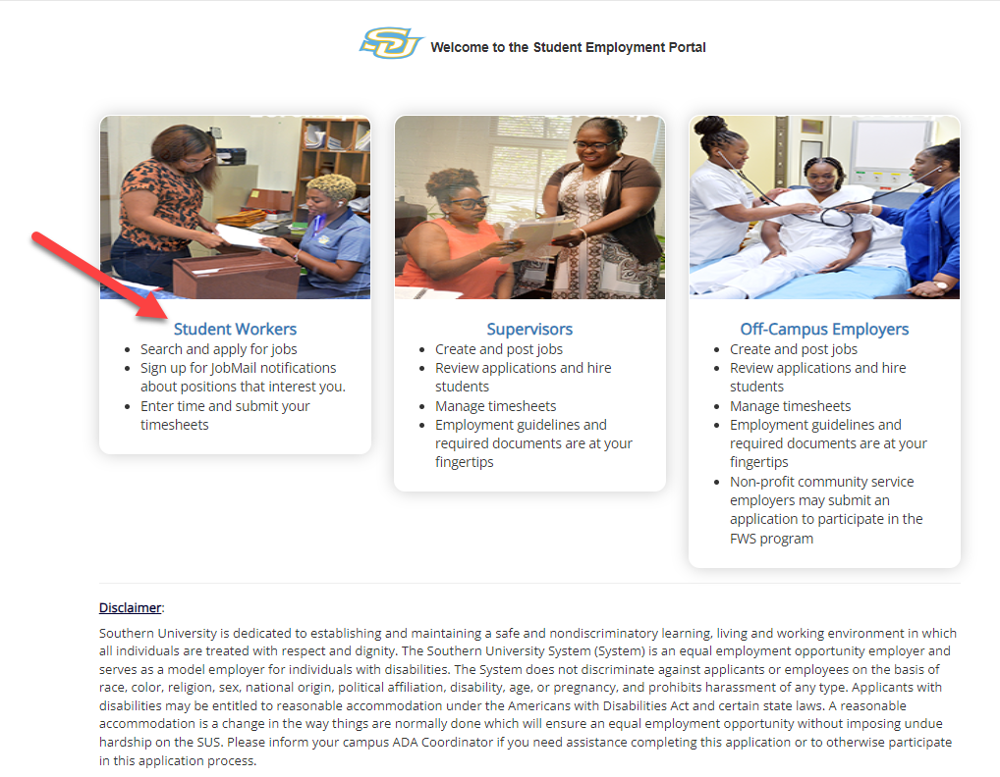 SU Welcome to the Student Employment Portal
Student Workers
Search and apply for jobs
Sign up for JobMail notifications
about positions that interest you.
Enter time and submit your
timesheets
Supervisors
Create and post jobs
Review applications and hire
students
Manage timesheets
Employment guidelines and
required documents are at your
fingertips
Off-Campus Employers
Create and post jobs
Review applications and hire
students
Manage timesheets
Employment guidelines and
required documents are at your
fingertips
Non-profit community service
employers may submit an
application to participate in the
FWS program
Disclaimer:
Southern University is dedicated to establishing and maintaining a safe and nondiscriminatory learning, living and working environment in which
all individuals are treated with respect and dignity. The Southern University System (System) is an equal employment opportunity employer and
serves as a model employer for individuals with disabilities. The System does not discriminate against applicants or employees on the basis of
race, color, religion, sex, national origin, political affiliation, disability, age, or pregnancy, and prohibits harassment of any type. Applicants with
disabilities may be entitled to reasonable accommodation under the Americans with Disabilities Act and certain state laws. A reasonable
accommodation is a change in the way things are normally done which will ensure an equal employment opportunity without imposing undue
hardship on the SUS. Please inform your campus ADA Coordinator if you need assistance completing this application or to otherwise participate
in this application process.